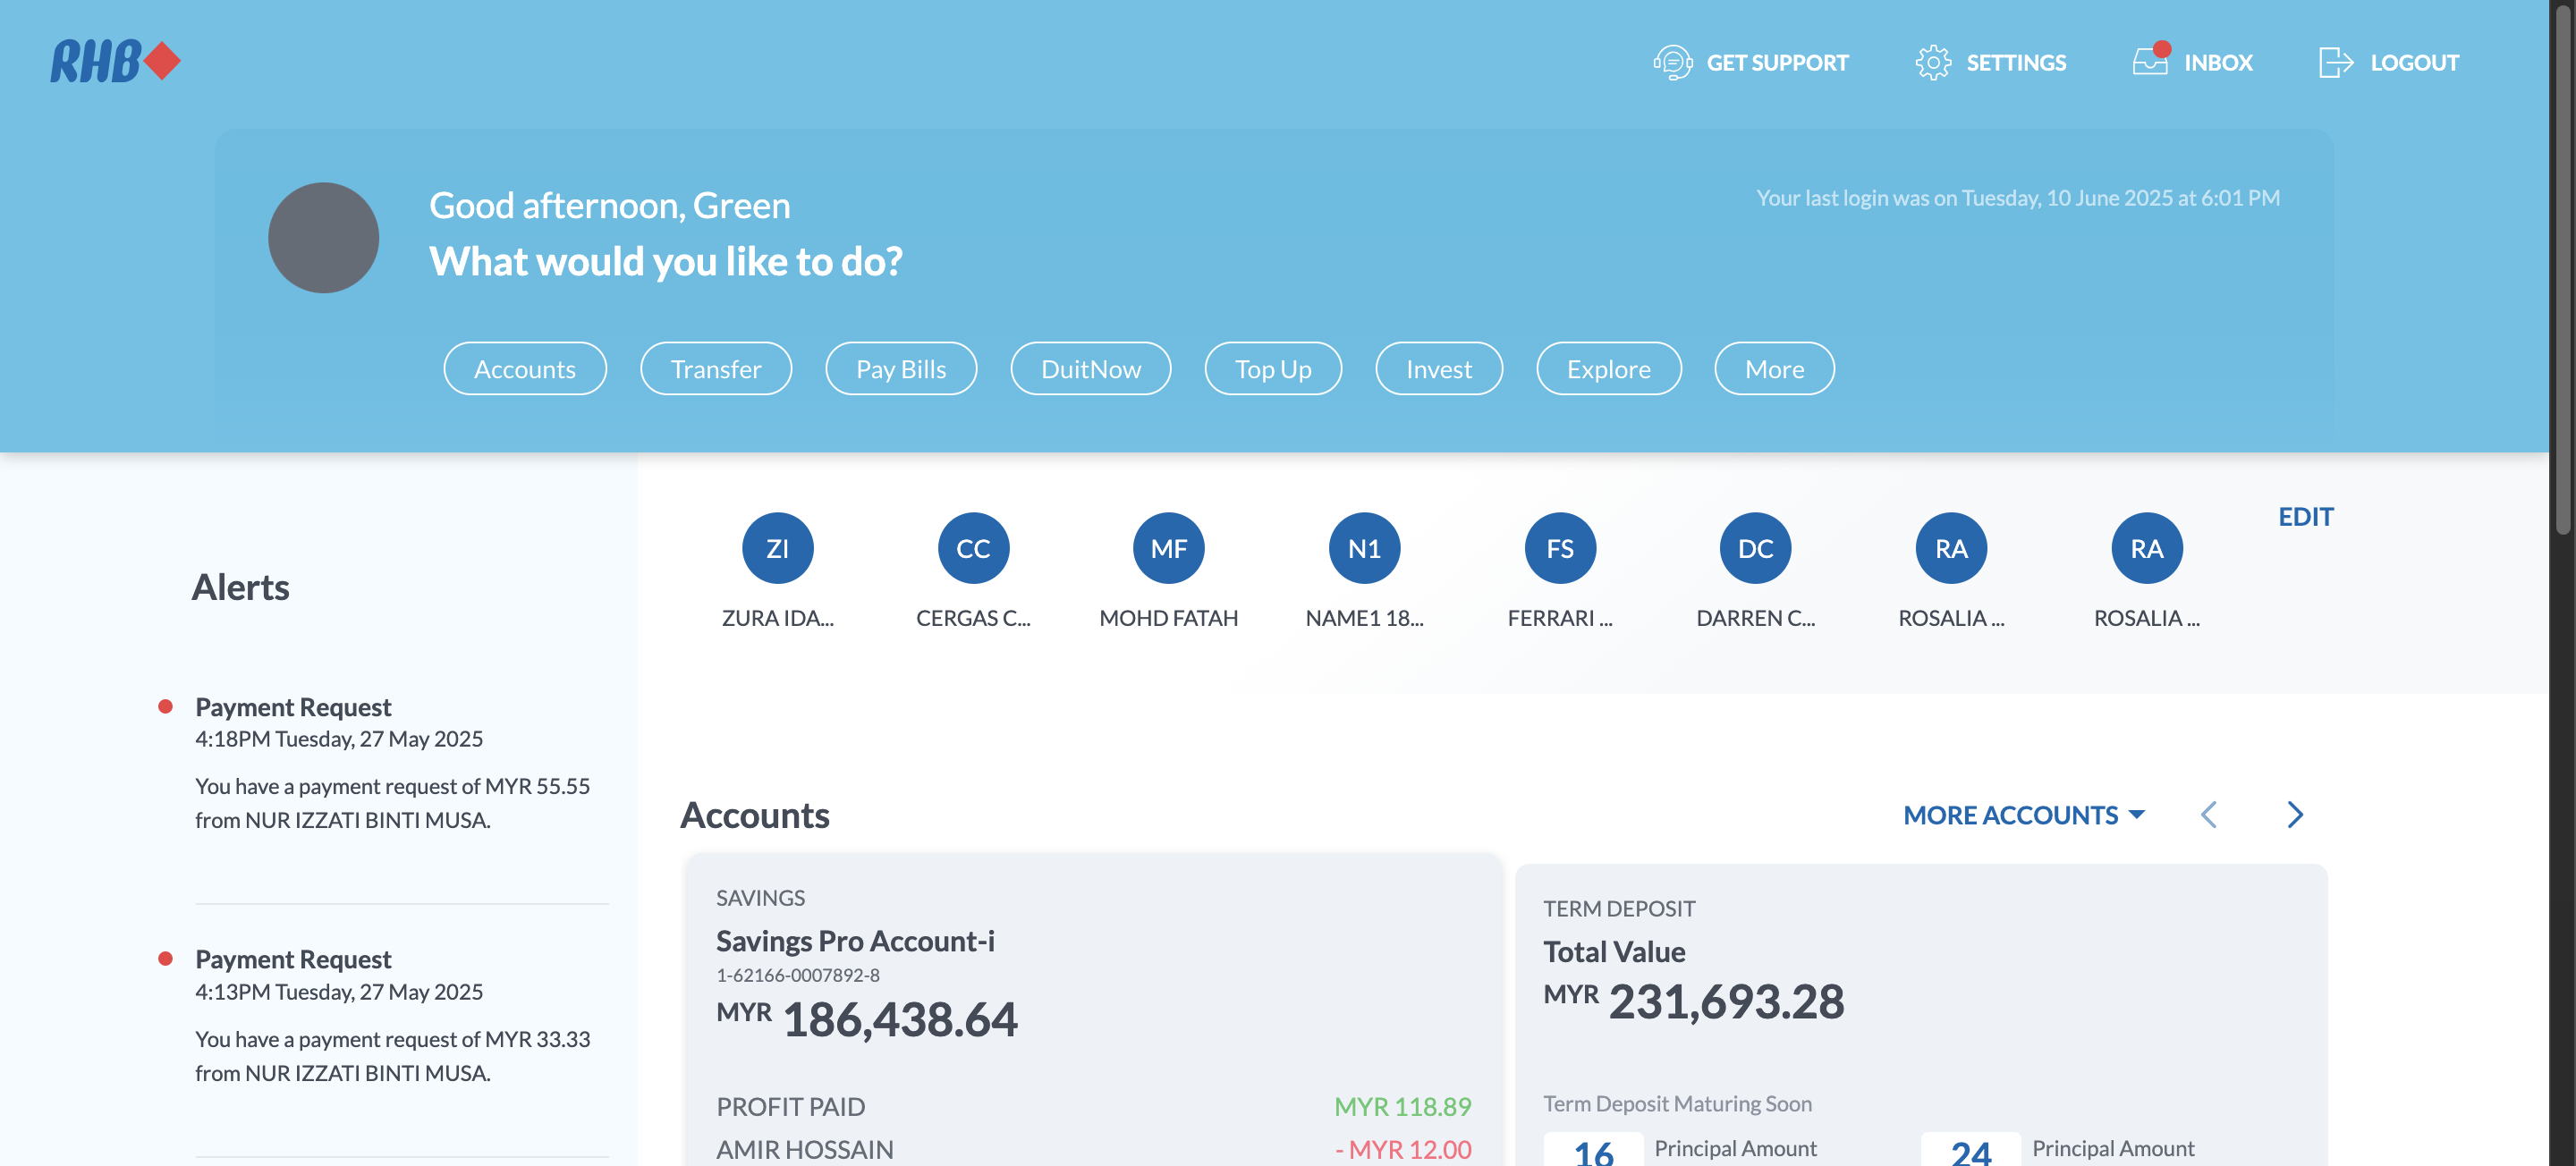 RHB
GET SUPPORT
SETTINGS
INBOX
LOGOUT
Good afternoon, Green
Your last login was on Tuesday, 10 June 2025 at 6:01 PM
What would you like to do?
Accounts
Transfer
Pay Bills
DuitNow
Top Up
Invest
Explore
More
Alerts
Payment Request
4:18PM Tuesday, 27 May 2025
You have a payment request of MYR 55.55
from NUR IZZATI BINTI MUSA.
Payment Request
4:13PM Tuesday, 27 May 2025
You have a payment request of MYR 33.33
from NUR IZZATI BINTI MUSA.
EDIT
ZI
CC
MF
N1
FS
DC
RA
RA
ZURA IDA...
CERGAS C...
MOHD FATAH
NAME1 18...
FERRARI ...
DARREN C...
ROSALIA ...
ROSALIA ...
Accounts
MORE ACCOUNTS
SAVINGS
Savings Pro Account-i
1-62166-0007892-8
MYR 186,438.64
PROFIT PAID MYR 118.89
AMIR HOSSAIN - MYR 12.00
TERM DEPOSIT
Total Value
MYR 231,693.28
Term Deposit Maturing Soon
16 Principal Amount
24 Principal Amount